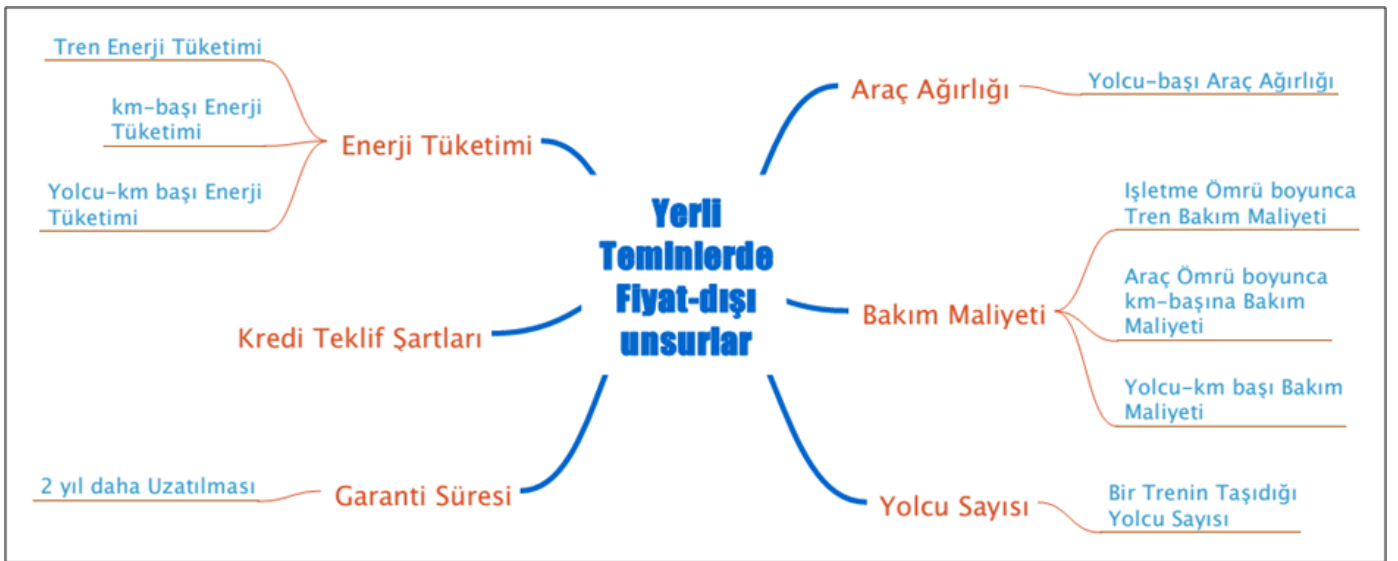 Yerli
Teminlerde
Fiyat-dışı
unsurlar
Enerji Tüketimi
Tren Enerji Tüketimi
km-başı Enerji
Tüketimi
Yolcu-km başı Enerji
Tüketimi
Kredi Teklif Şartları
Garanti Süresi
2 yıl daha Uzatılması
Araç Ağırlığı
Yolcu-başı Araç Ağırlığı
Bakım Maliyeti
Işletme Ömrü boyunca
Tren Bakım Maliyeti
Araç Ömrü boyunca
km-başına Bakım
Maliyeti
Yolcu-km başı Bakım
Maliyeti
Yolcu Sayısı
Bir Trenin Taşıdığı
Yolcu Sayısı